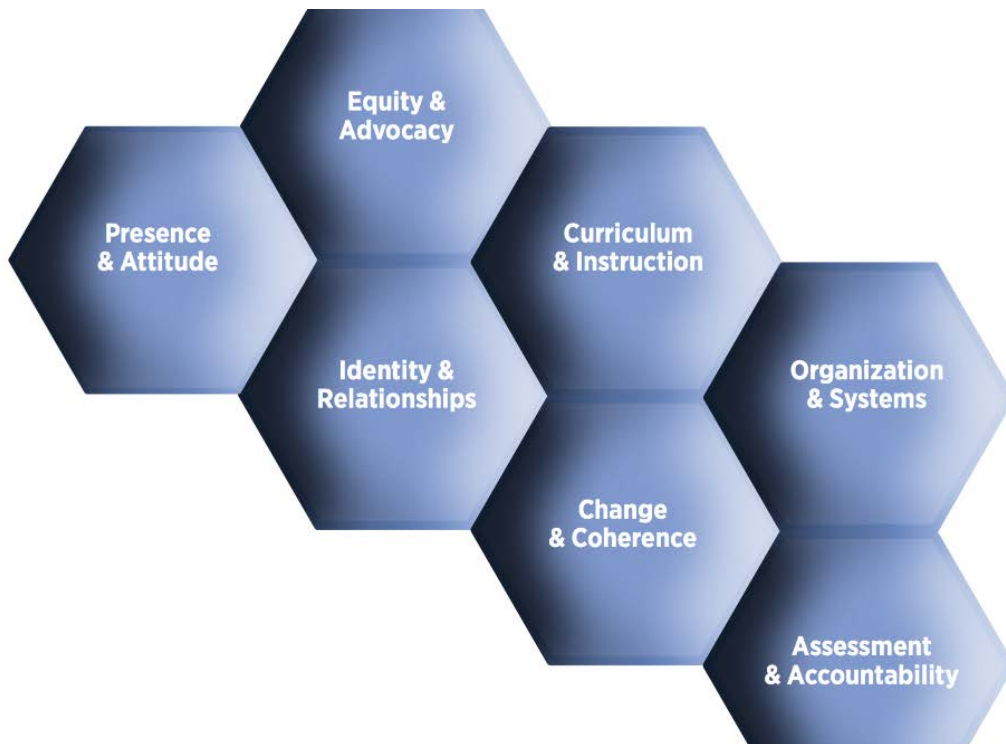 Equity &
Advocacy
Presence
& Attitude
Curriculum
& Instruction
Identity &
Relationships
Organization
& Systems
Change
& Coherence
Assessment
& Accountability